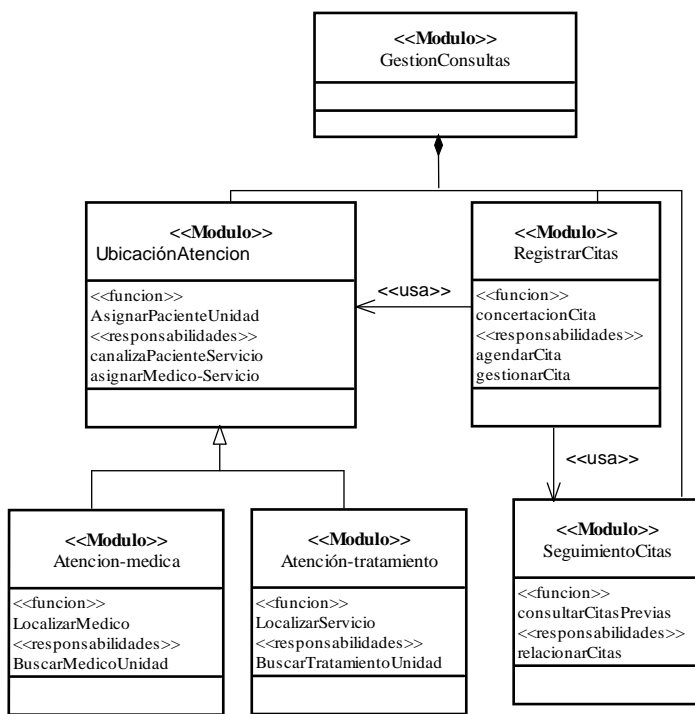 <<Modulo>>
GestionConsultas
<<Modulo>>
UbicaciónAtencion
<<funcion>>
AsignarPacienteUnidad
<<responsabilidades>>
canalizaPacienteServicio
asignarMedico-Servicio
<<usa>>
<<Modulo>>
RegistrarCitas
<<funcion>>
concertacionCita
<<responsabilidades>>
agendarCita
gestionarCita
<<usa>>
<<Modulo>>
Atencion-medica
<<funcion>>
LocalizarMedico
<<responsabilidades>>
BuscarMedicoUnidad
<<Modulo>>
Atención-tratamiento
<<funcion>>
LocalizarServicio
<<responsabilidades>>
BuscarTratamientoUnidad
<<Modulo>>
SeguimientoCitas
<<funcion>>
consultarCitasPrevias
<<responsabilidades>>
relacionarCitas